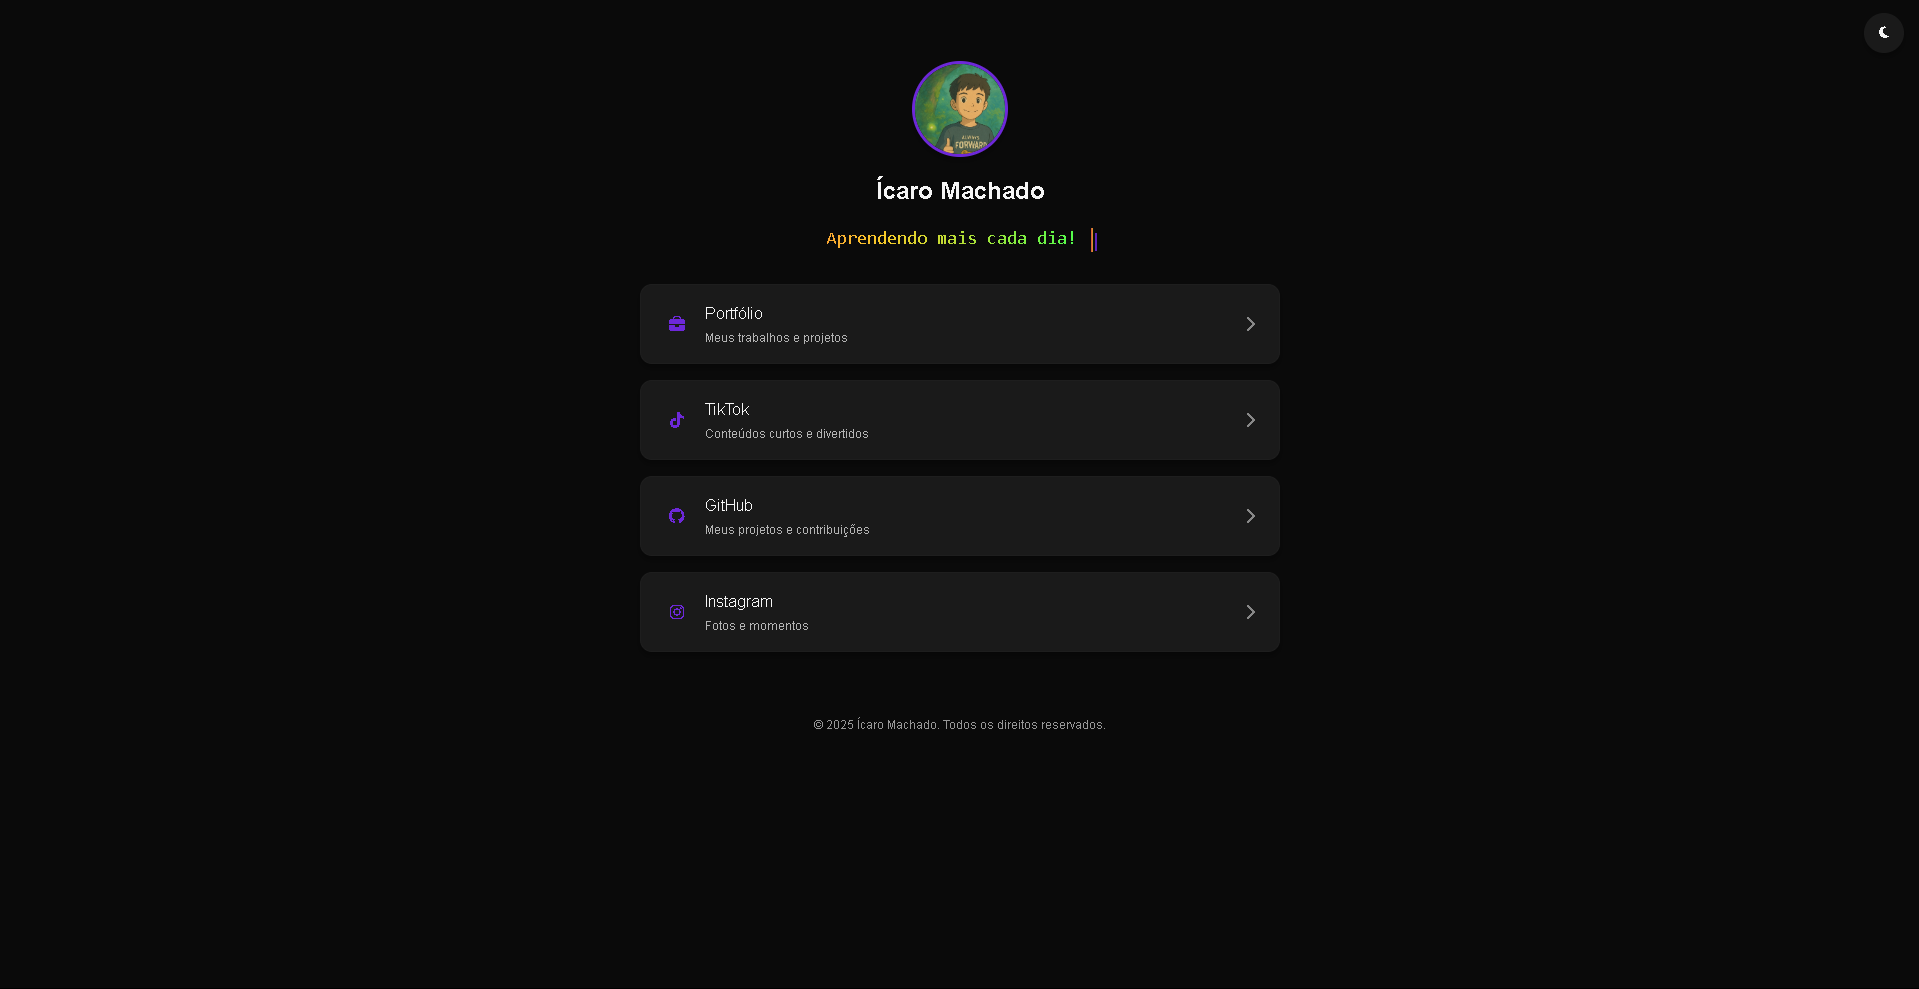 ALWAYS
FORWARD
Ícaro Machado
Aprendendo mais cada dia!
Portfólio
Meus trabalhos e projetos
TikTok
Conteúdos curtos e divertidos
GitHub
Meus projetos e contribuições
Instagram
Fotos e momentos
© 2025 Ícaro Machado. Todos os direitos reservados.